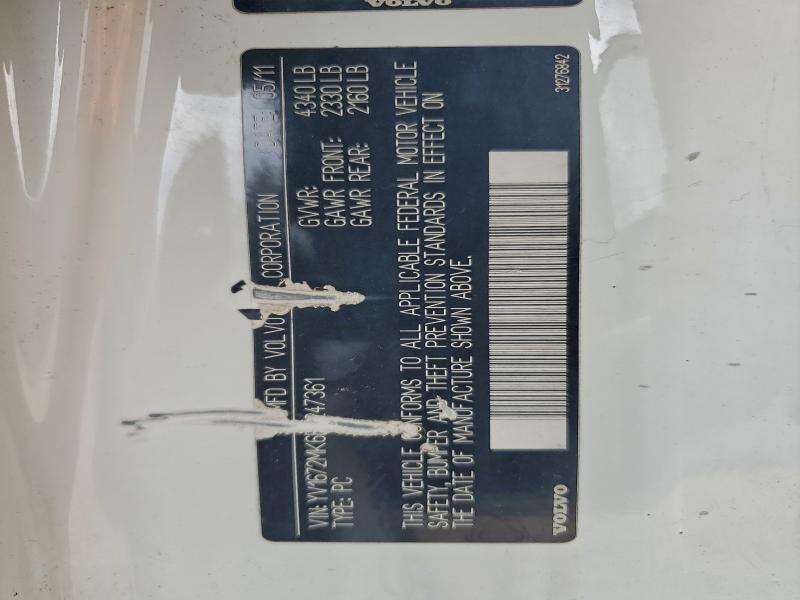 VOLVO
MFD BY VOLVO CORPORATION DATE: 05/11
GVWR: 4340 LB
GAWR FRONT: 2330 LB
GAWR REAR: 2160 LB
VIN: 247361
TYPE: PC
THIS VEHICLE CONFORMS TO ALL APPLICABLE FEDERAL MOTOR VEHICLE
SAFETY, BUMPER AND THEFT PREVENTION STANDARDS IN EFFECT ON
THE DATE OF MANUFACTURE SHOWN ABOVE.
VOLVO
31276842